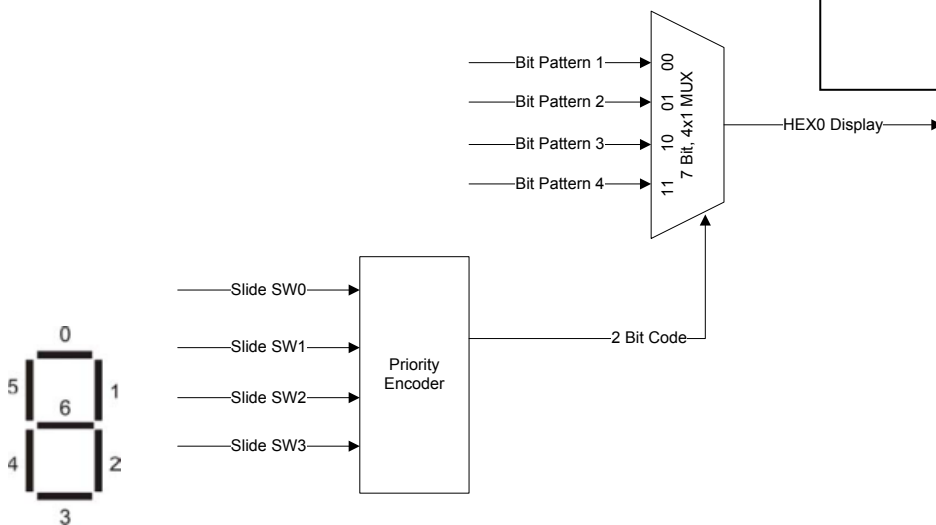 Bit Pattern 1
00
Bit Pattern 2
01
Bit Pattern 3
10
Bit Pattern 4
11
7 Bit, 4x1 MUX
HEX0 Display
Slide SW0
Slide SW1
Slide SW2
Slide SW3
Priority
Encoder
2 Bit Code
0
5
1
6
4
2
3